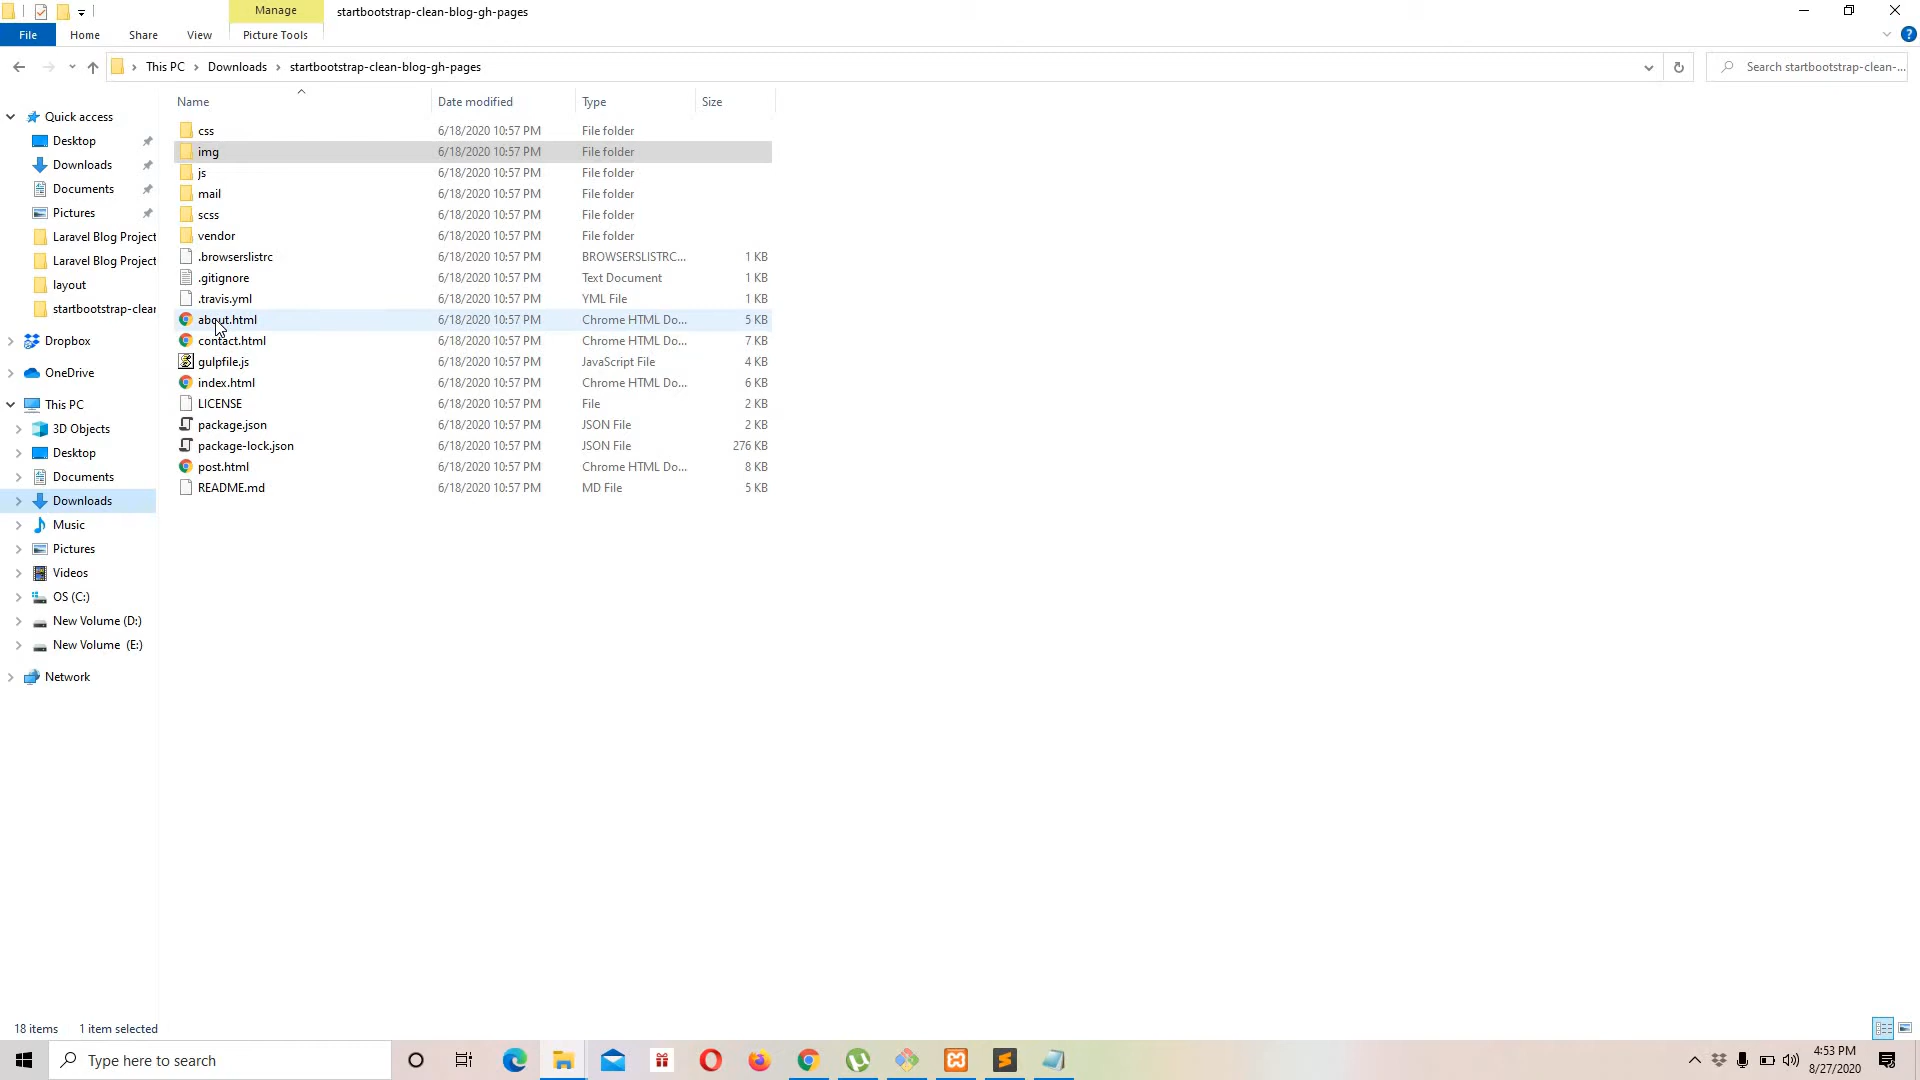 Manage
startbootstrap-clean-blog-gh-pages
File
Home
Share
View
Picture Tools
This PC
Downloads
startbootstrap-clean-blog-gh-pages
Search startbootstrap-clean-...
Name
Date modified
Type
Size
css 6/18/2020 10:57 PM File folder
img 6/18/2020 10:57 PM File folder
js 6/18/2020 10:57 PM File folder
mail 6/18/2020 10:57 PM File folder
scss 6/18/2020 10:57 PM File folder
vendor 6/18/2020 10:57 PM File folder
.browserslistrc 6/18/2020 10:57 PM BROWSERSLISTRC... 1 KB
.gitignore 6/18/2020 10:57 PM Text Document 1 KB
.travis.yml 6/18/2020 10:57 PM YML File 1 KB
about.html 6/18/2020 10:57 PM Chrome HTML Do... 5 KB
contact.html 6/18/2020 10:57 PM Chrome HTML Do... 7 KB
gulpfile.js 6/18/2020 10:57 PM JavaScript File 4 KB
index.html 6/18/2020 10:57 PM Chrome HTML Do... 6 KB
LICENSE 6/18/2020 10:57 PM File 2 KB
package.json 6/18/2020 10:57 PM JSON File 2 KB
package-lock.json 6/18/2020 10:57 PM JSON File 276 KB
post.html 6/18/2020 10:57 PM Chrome HTML Do... 8 KB
README.md 6/18/2020 10:57 PM MD File 5 KB
Quick access
Desktop
Downloads
Documents
Pictures
Laravel Blog Project
Laravel Blog Project
layout
startbootstrap-clear
Dropbox
OneDrive
This PC
3D Objects
Desktop
Documents
Downloads
Music
Pictures
Videos
OS (C:)
New Volume (D:)
New Volume (E:)
Network
18 items
1 item selected
Type here to search
4:53 PM
8/27/2020